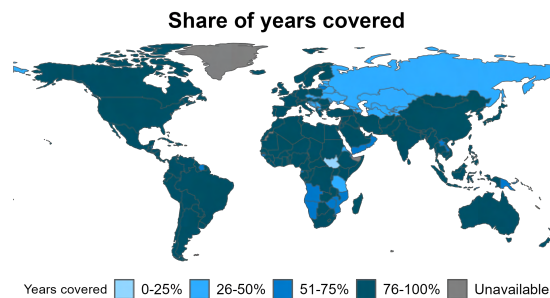 Share of years covered
Years covered 0-25% 26-50% 51-75% 76-100% Unavailable